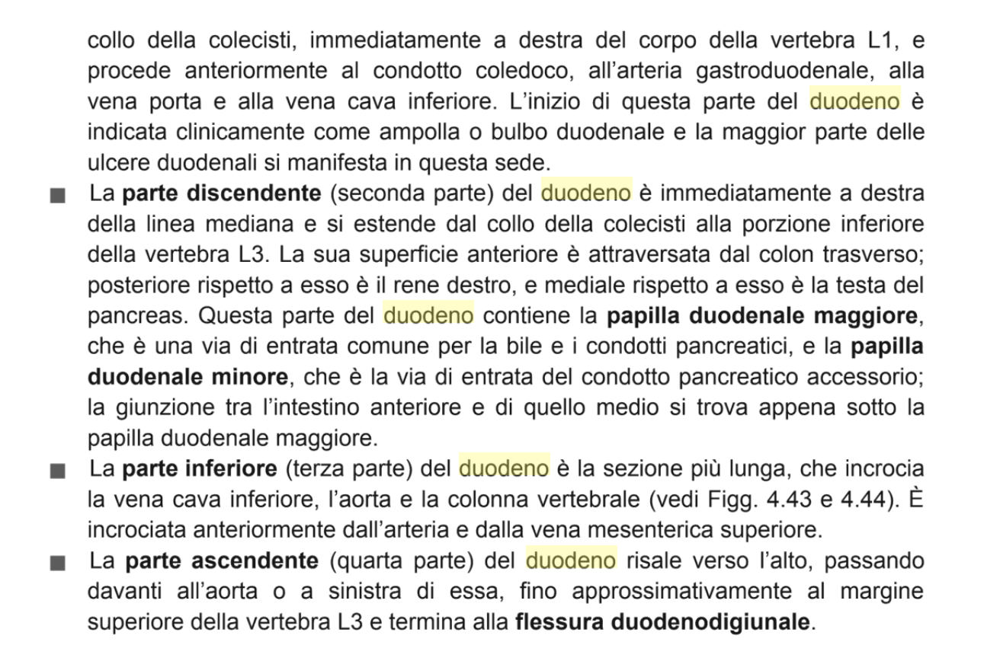 collo della colecisti, immediatamente a destra del corpo della vertebra L1, e
procede anteriormente al condotto coledoco, all'arteria gastroduodenale, alla
vena porta e alla vena cava inferiore. L'inizio di questa parte del duodeno è
indicata clinicamente come ampolla o bulbo duodenale e la maggior parte delle
ulcere duodenali si manifesta in questa sede.
■ La parte discendente (seconda parte) del duodeno è immediatamente a destra
della linea mediana e si estende dal collo della colecisti alla porzione inferiore
della vertebra L3. La sua superficie anteriore è attraversata dal colon trasverso;
posteriore rispetto a esso è il rene destro, e mediale rispetto a esso è la testa del
pancreas. Questa parte del duodeno contiene la papilla duodenale maggiore,
che è una via di entrata comune per la bile e i condotti pancreatici, e la papilla
duodenale minore, che è la via di entrata del condotto pancreatico accessorio;
la giunzione tra l'intestino anteriore e di quello medio si trova appena sotto la
papilla duodenale maggiore.
■ La parte inferiore (terza parte) del duodeno è la sezione più lunga, che incrocia
la vena cava inferiore, l'aorta e la colonna vertebrale (vedi Figg. 4.43 e 4.44). È
incrociata anteriormente dall'arteria e dalla vena mesenterica superiore.
■ La parte ascendente (quarta parte) del duodeno risale verso l'alto, passando
davanti all'aorta o a sinistra di essa, fino approssimativamente al margine
superiore della vertebra L3 e termina alla flessura duodenodigiunale.